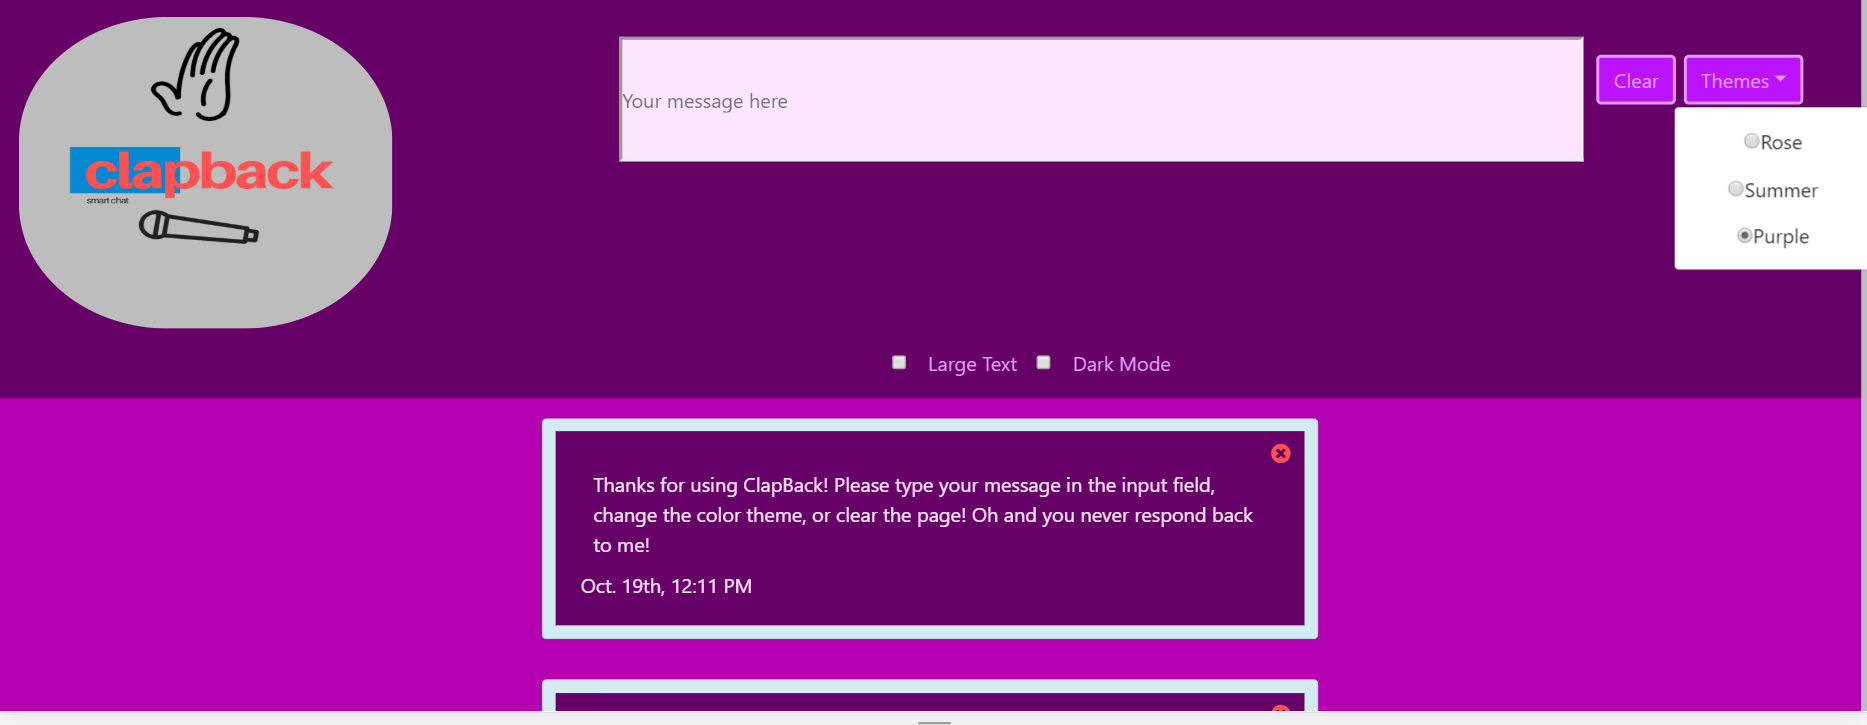 clapback
smart chat
Your message here
Clear
Themes
Rose
Summer
Purple
Large Text
Dark Mode
Thanks for using ClapBack! Please type your message in the input field,
change the color theme, or clear the page! Oh and you never respond back
to me!
Oct. 19th, 12:11 PM